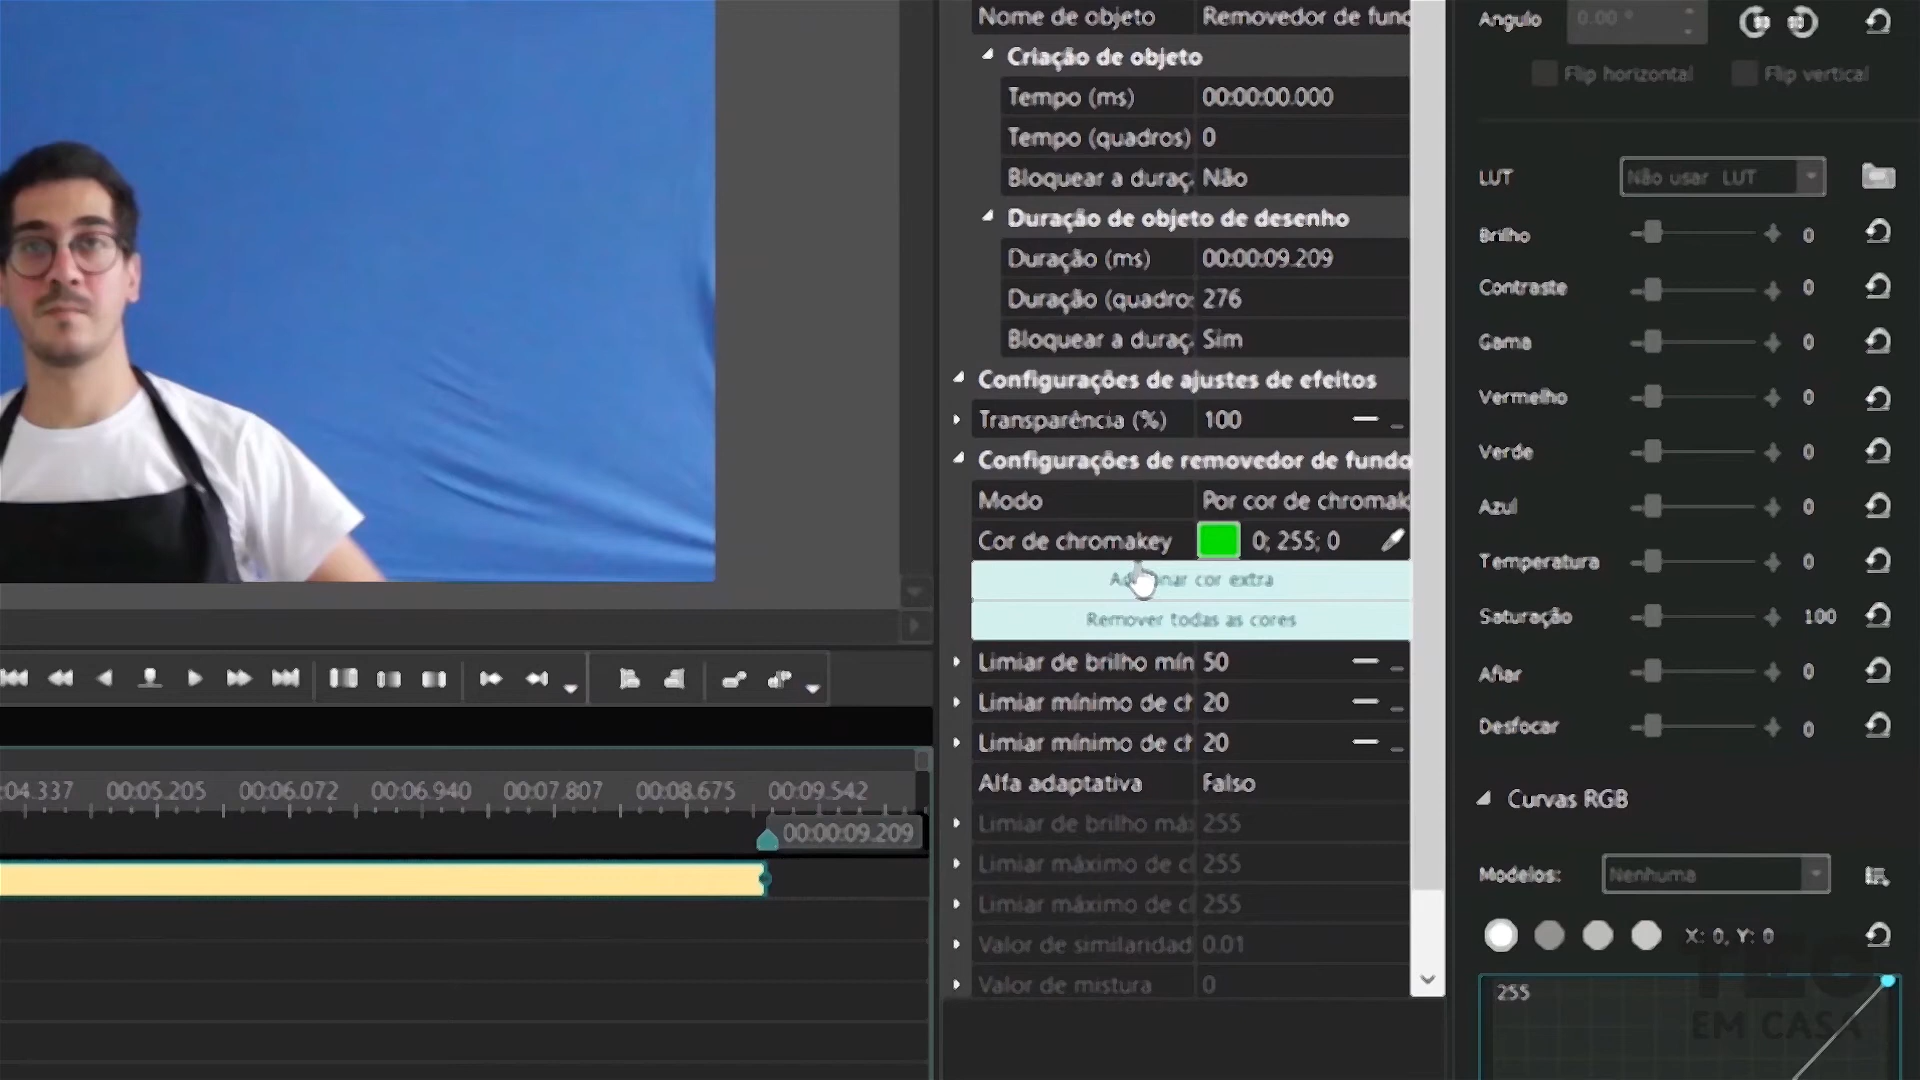 Nome de objeto Removedor de fund
Criação de objeto
Tempo (ms) 00:00:00.000
Tempo (quadros) 0
Bloquear a duraç. Não
Duração de objeto de desenho
Duração (ms) 00:00:09.209
Duração (quadro: 276
Bloquear a duraç. Sim
Configurações de ajustes de efeitos
Transparência (%) 100
Configurações de removedor de fundo
Modo Por cor de chromak
Cor de chromakey 0; 255; 0
cor extra
Remover todas as cores
Limiar de brilho mín 50
Limiar mínimo de cr 20
Limiar mínimo de cr 20
Alfa adaptativa Falso
Limiar de brilho má 255
Limiar máximo de c 255
Limiar máximo de c 255
Valor de similaridad 0.01
Valor de mistura 0
Angulo 0.00 °
Flip horizontal Flip vertical
LUT Não usar LUT
Brilho 0
Contraste 0
Gama 0
Vermelho 0
Verde 0
Azul 0
Temperatura 0
Saturação 100
Afiar 0
Desfocar 0
Curvas RGB
Modelos: Nenhuma
X: 0, Y: 0
255
TEC
EM CASA
:04.337 00:05.205 00:06.072 00:06.940 00:07.807 00:08.675 00:09.542
00:00:09.209